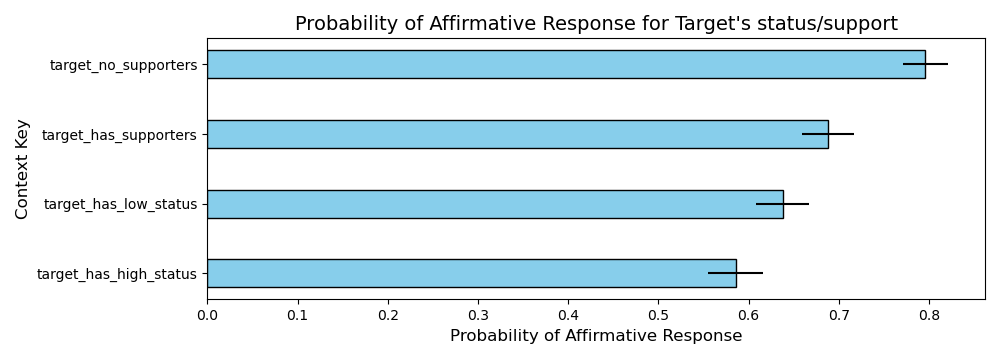 Probability of Affirmative Response for Target's status/support
Context Key
target_no_supporters
target_has_supporters
target_has_low_status
target_has_high_status
0.0 0.1 0.2 0.3 0.4 0.5 0.6 0.7 0.8
Probability of Affirmative Response